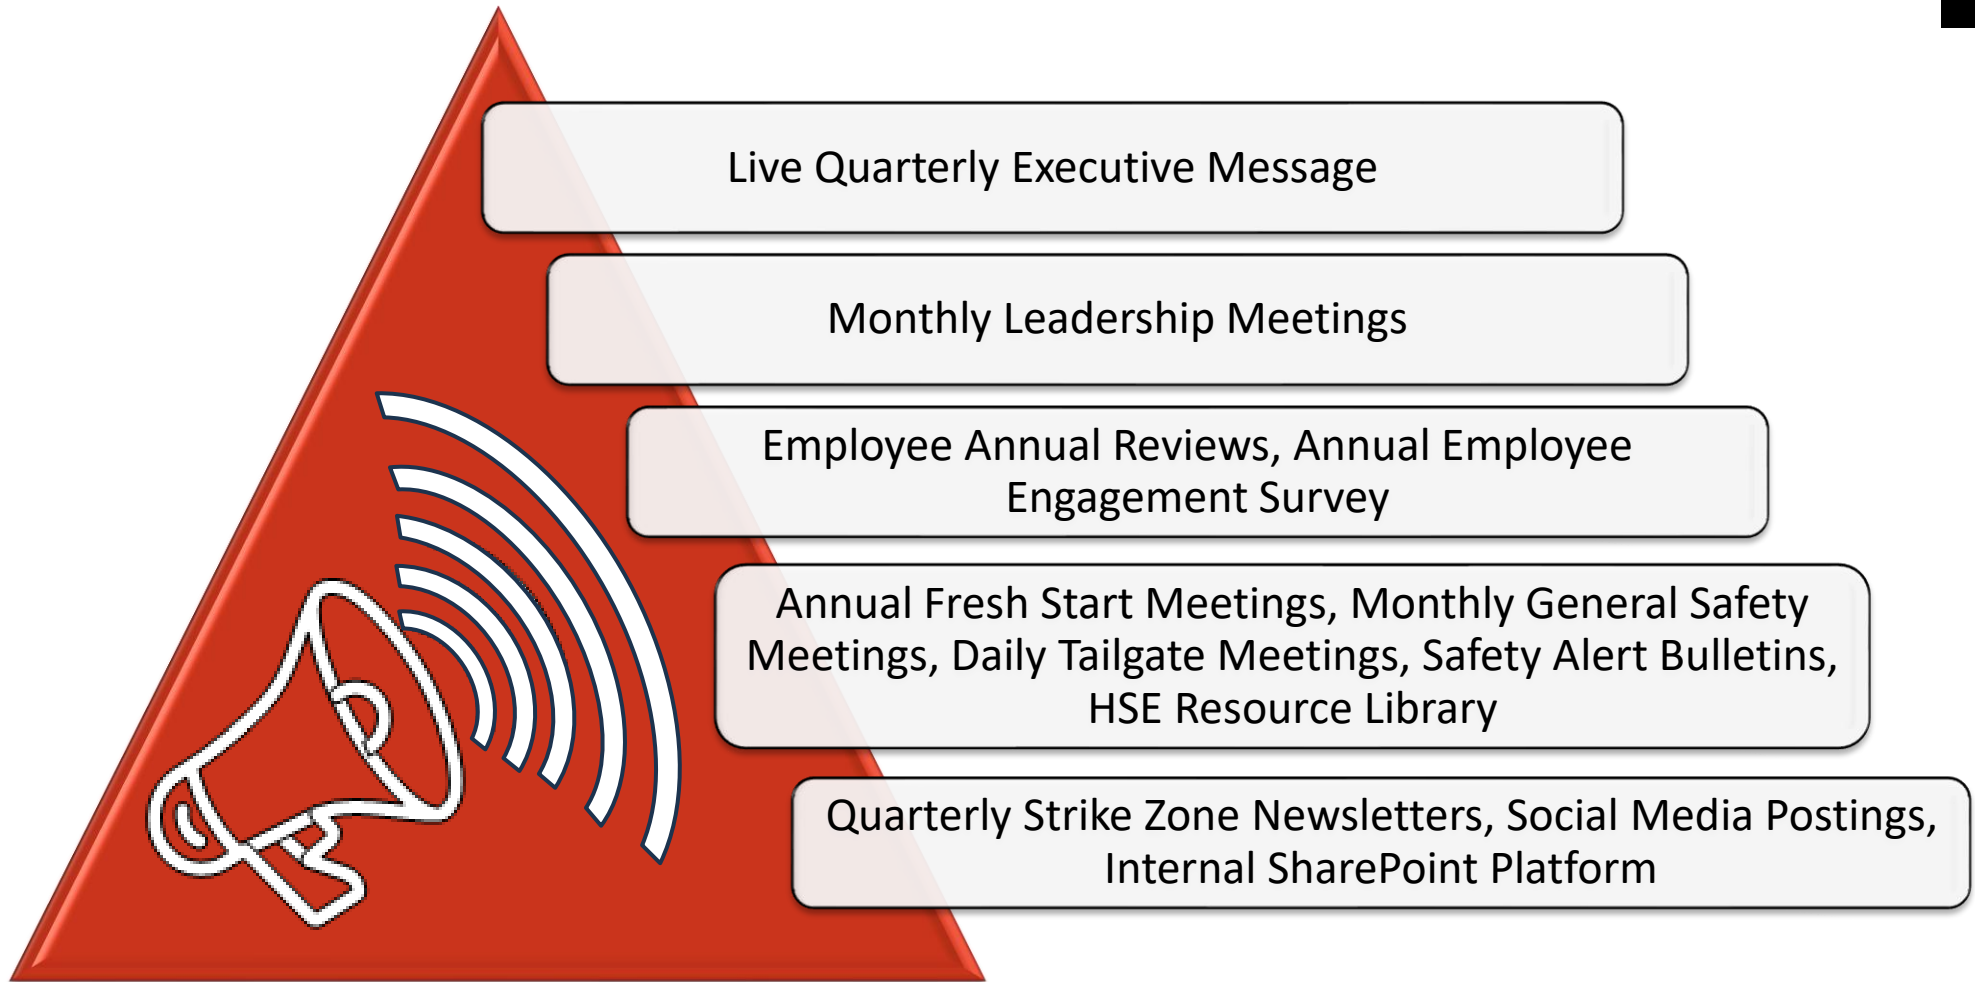 Live Quarterly Executive Message
Monthly Leadership Meetings
Employee Annual Reviews, Annual Employee
Engagement Survey
Annual Fresh Start Meetings, Monthly General Safety
Meetings, Daily Tailgate Meetings, Safety Alert Bulletins,
HSE Resource Library
Quarterly Strike Zone Newsletters, Social Media Postings,
Internal SharePoint Platform